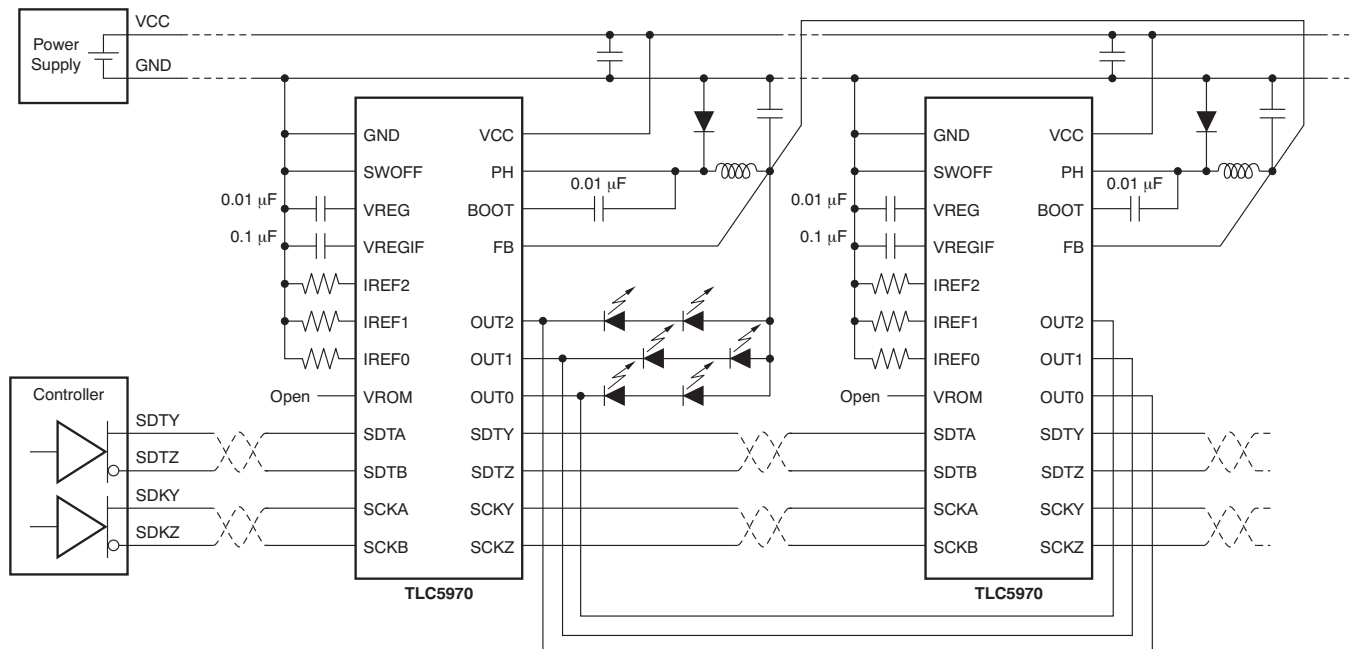 VCC
Power
Supply
GND
GND
VCC
SWOFF
PH
0.01 μF
0.01 μF
VREG
BOOT
0.1 μF
VREGIF
FB
IREF2
IREF1
OUT2
IREF0
OUT1
Open
VROM
OUT0
SDTA
SDTY
SDTB
SDTZ
SCKA
SCKY
SCKB
SCKZ
TLC5970
GND
VCC
SWOFF
PH
0.01 μF
0.01 μF
VREG
BOOT
0.1 μF
VREGIF
FB
IREF2
IREF1
OUT2
IREF0
OUT1
Open
VROM
OUT0
SDTA
SDTY
SDTB
SDTZ
SCKA
SCKY
SCKB
SCKZ
TLC5970
Controller
SDTY
SDTZ
SDKY
SDKZ